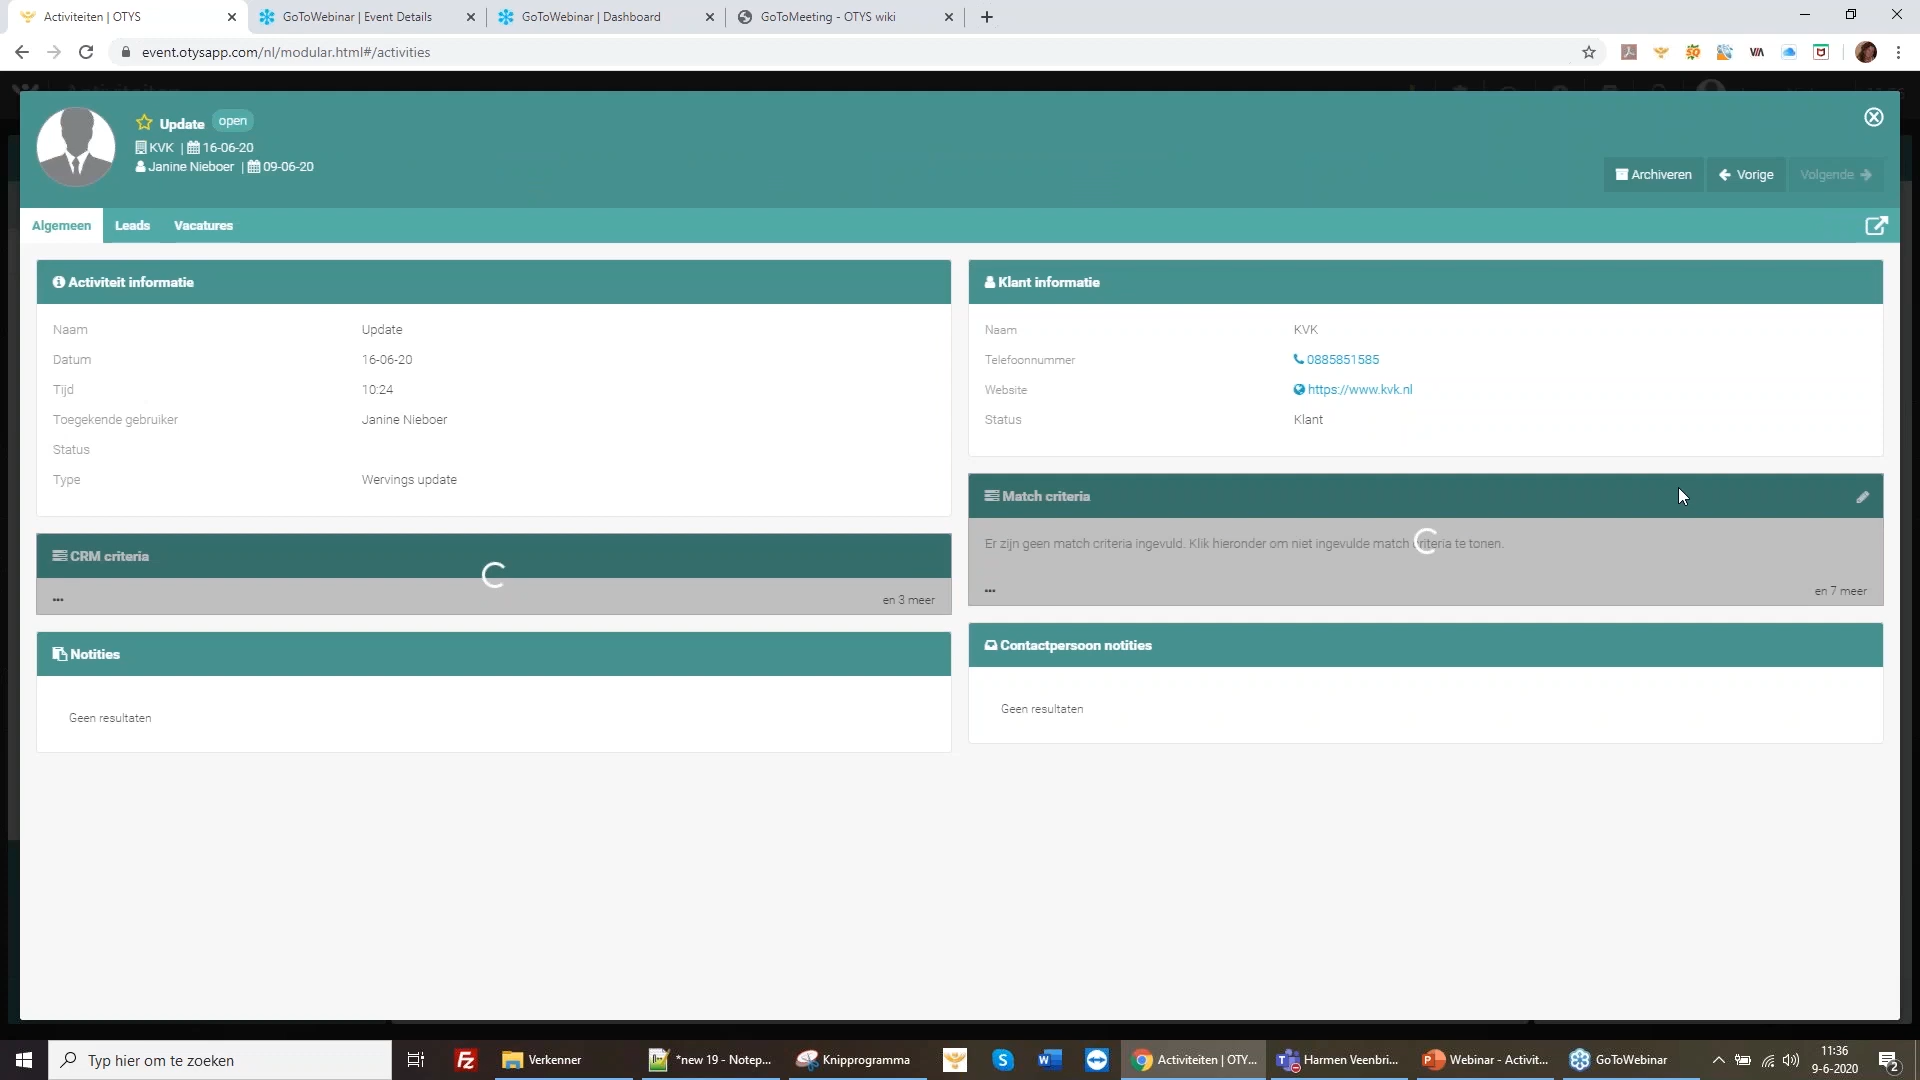 Activiteiten | OTYS
GoToWebinar | Event Details
GoToWebinar | Dashboard
GoToMeeting - OTYS wiki
event.otysapp.com/nl/modular.html#/activities
Update open
KVK | 16-06-20
Janine Nieboer | 09-06-20
Archiveren
Vorige
Volgende
Algemeen
Leads
Vacatures
Activiteit informatie
Naam Update
Datum 16-06-20
Tijd 10:24
Toegekende gebruiker Janine Nieboer
Status
Type Wervings update
CRM criteria
...
en 3 meer
Notities
Geen resultaten
Klant informatie
Naam KVK
Telefoonnummer 0885851585
Website https://www.kvk.nl
Status Klant
Match criteria
Er zijn geen match criteria ingevuld. Klik hieronder om niet ingevulde match criteria te tonen.
...
en 7 meer
Contactpersoon notities
Geen resultaten
Typ hier om te zoeken
Verkenner
*new 19 - Notep...
Knipprogramma
Activiteiten | OTY...
Harmen Veenbri...
Webinar - Activit...
GoToWebinar
11:36
9-6-2020
2